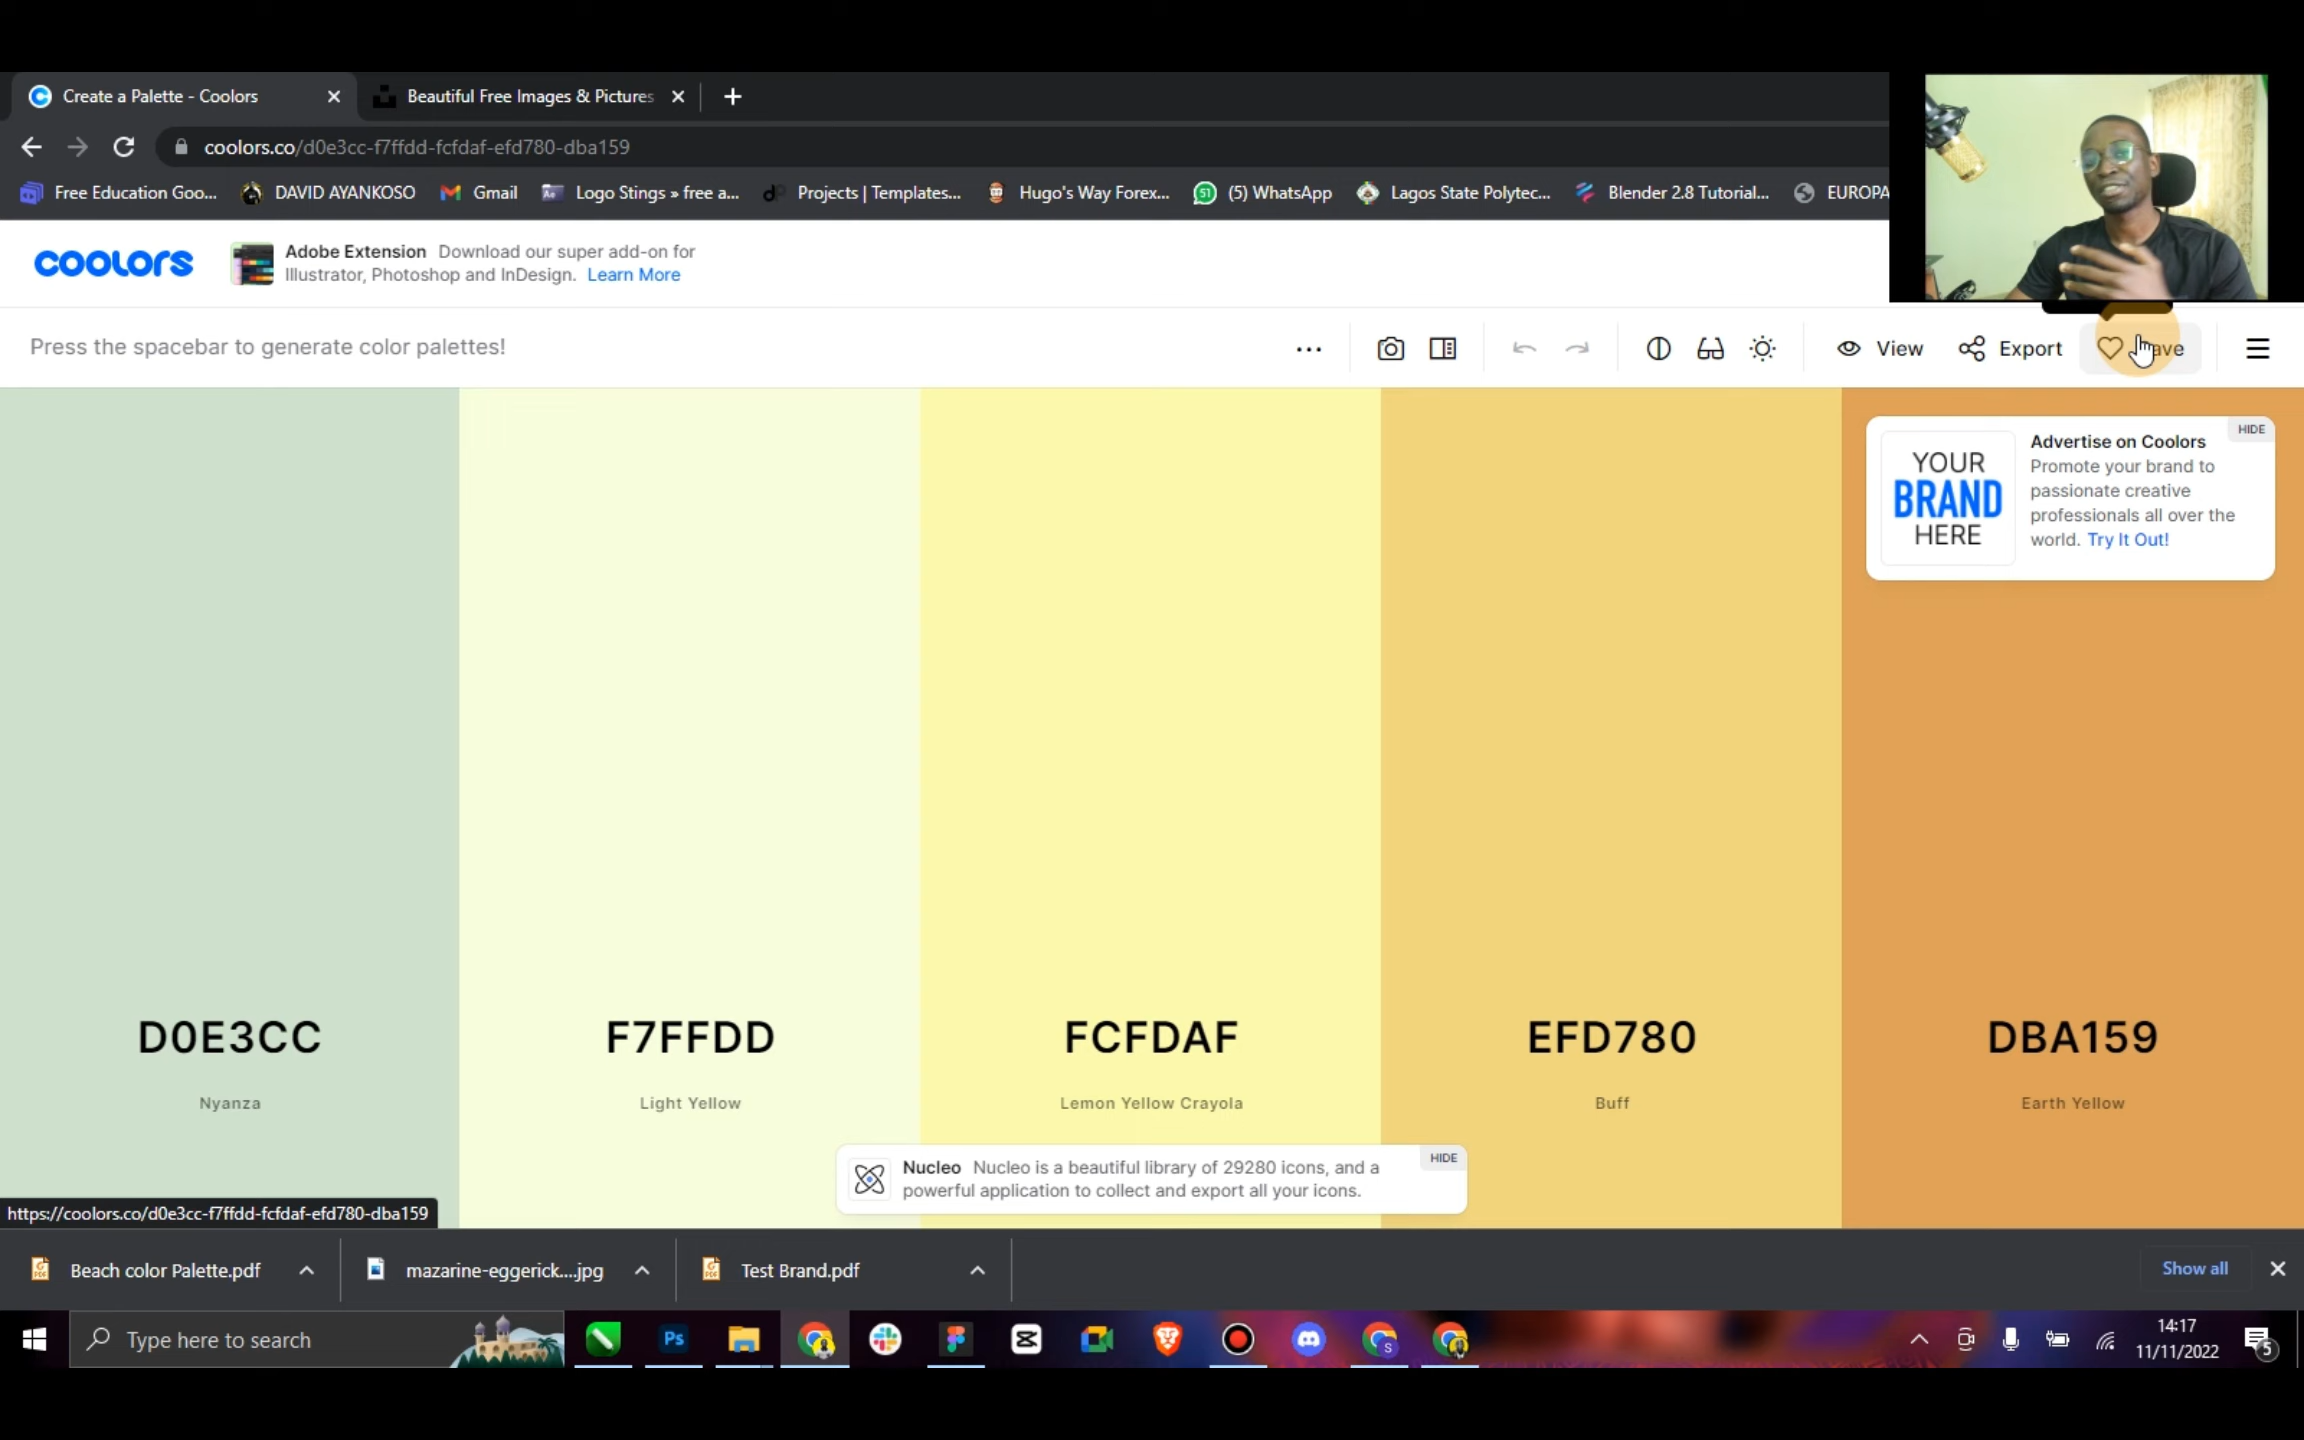 Create a Palette - Coolors
Beautiful Free Images & Pictures
coolors.co/d0e3cc-f7ffdd-fcfdaf-efd780-dba159
Free Education Goo...
DAVID AYANKOSO
Gmail
Logo Stings » free a...
Projects | Templates...
Hugo's Way Forex...
(5) WhatsApp
Lagos State Polytec...
Blender 2.8 Tutorial...
EUROPA
coolors
Adobe Extension Download our super add-on for
Illustrator, Photoshop and InDesign. Learn More
Press the spacebar to generate color palettes!
View
Export
HIDE
YOUR
BRAND
HERE
Advertise on Coolors
Promote your brand to
passionate creative
professionals all over the
world. Try It Out!
D0E3CC
F7FFDD
FCFDAF
EFD780
DBA159
Nyanza
Light Yellow
Lemon Yellow Crayola
Buff
Earth Yellow
Nucleo Nucleo is a beautiful library of 29280 icons, and a
powerful application to collect and export all your icons.
HIDE
https://coolors.co/d0e3cc-f7ffdd-fcfdaf-efd780-dba159
Beach color Palette.pdf
mazarine-eggerick....jpg
Test Brand.pdf
Show all
Type here to search
Ps
S
14:17
11/11/2022
5